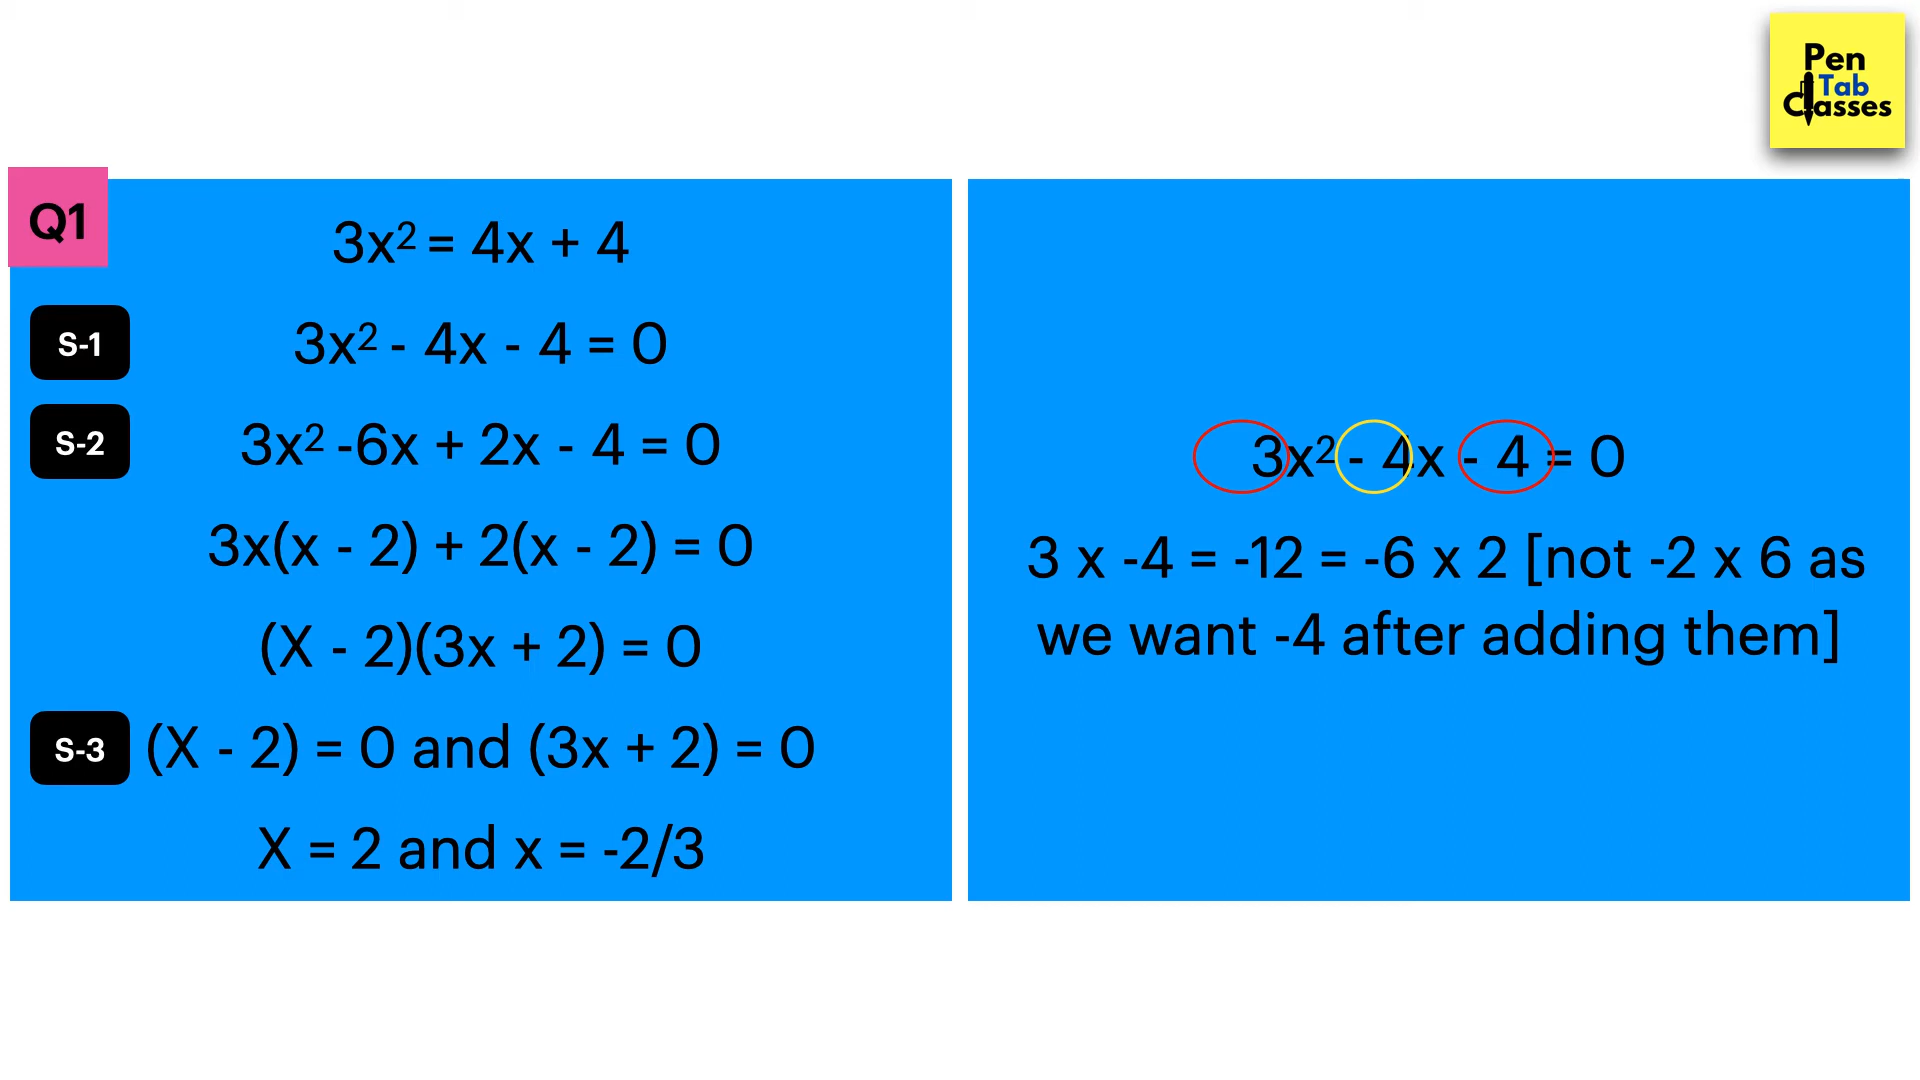 Pen
Tab
Classes
Q1
3x² = 4x + 4
S-1
3x² - 4x - 4 = 0
S-2
3x² -6x + 2x - 4 = 0
3x(x - 2) + 2(x - 2) = 0
(X - 2)(3x + 2) = 0
S-3
(X - 2) = 0 and (3x + 2) = 0
X = 2 and x = -2/3
3x² - 4x - 4 = 0
3 x -4 = -12 = -6 x 2 [not -2 x 6 as
we want -4 after adding them]